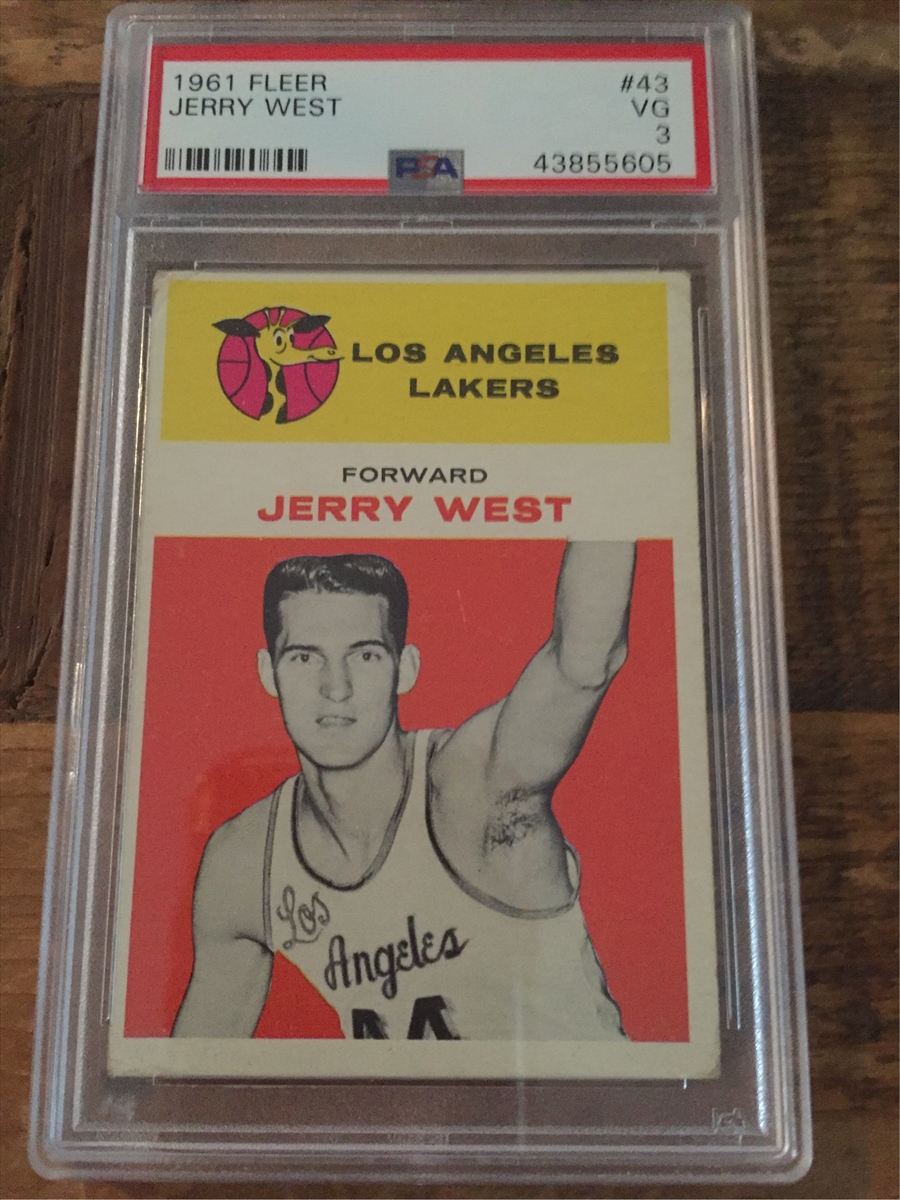 1961 FLEER #43
JERRY WEST VG
3
PSA 43855605
LOS ANGELES
LAKERS
FORWARD
JERRY WEST
Los
Angeles